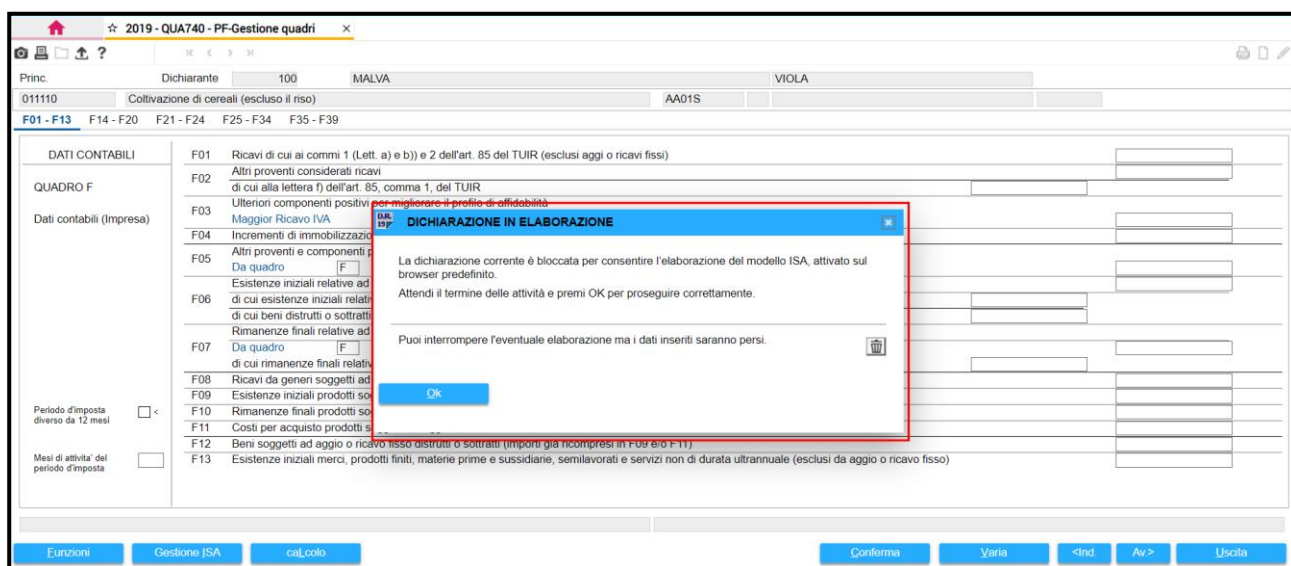 2019 - QUA740 - PF-Gestione quadri ×
?
Princ. Dichiarante 100 MALVA VIOLA
011110 Coltivazione di cereali (escluso il riso) AA01S
F01 - F13 F14 - F20 F21 - F24 F25 - F34 F35 - F39
DATI CONTABILI
QUADRO F
Dati contabili (Impresa)
Periodo d'imposta
diverso da 12 mesi <
Mesi di attivita' del
periodo d'imposta
F01 Ricavi di cui ai commi 1 (Lett. a) e b)) e 2 dell'art. 85 del TUIR (esclusi aggi o ricavi fissi)
F02 Altri proventi considerati ricavi
di cui alla lettera f) dell'art. 85, comma 1, del TUIR
F03 Ulteriori componenti positivi per migliorare il profilo di affidabilità
Maggior Ricavo IVA
F04 Incrementi di immobilizzazio
F05 Altri proventi e componenti p
Da quadro F
Esistenze iniziali relative ad
F06 di cui esistenze iniziali relati
di cui beni distrutti o sottratti
Rimanenze finali relative ad
F07 Da quadro F
di cui rimanenze finali relativ
F08 Ricavi da generi soggetti ad
F09 Esistenze iniziali prodotti so
F10 Rimanenze finali prodotti so
F11 Costi per acquisto prodotti s
F12 Beni soggetti ad aggio o ricavo fisso distrutti o sottratti (importi già ricompresi in F09 e/o F11)
F13 Esistenze iniziali merci, prodotti finiti, materie prime e sussidiarie, semilavorati e servizi non di durata ultrannuale (esclusi da aggio o ricavo fisso)
DICHIARAZIONE IN ELABORAZIONE
La dichiarazione corrente è bloccata per consentire l'elaborazione del modello ISA, attivato sul
browser predefinito.
Attendi il termine delle attività e premi OK per proseguire correttamente.
Puoi interrompere l'eventuale elaborazione ma i dati inseriti saranno persi.
Ok
Funzioni Gestione ISA caLcolo Conferma Varia <Ind. Av.> Uscita